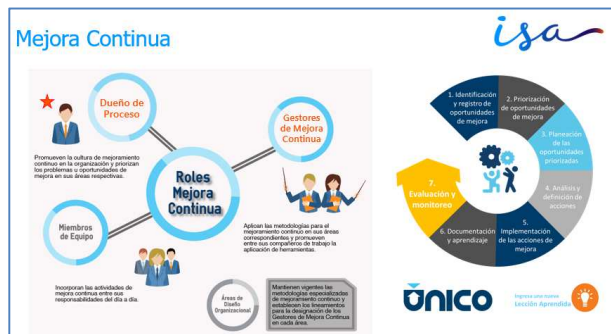 Mejora Continua
isa
Dueño de
Proceso
Promueven la cultura de mejoramiento
continuo en la organización y priorizan
los problemas u oportunidades de
mejora en sus áreas respectivas.
Gestores
de Mejora
Continua
Roles
Mejora
Continua
Aplican las metodologías para el
mejoramiento continuo en sus áreas
correspondientes y promueven
entre sus compañeros de trabajo la
aplicación de herramientas.
Miembros
de Equipo
Incorporan las actividades de
mejora continua entre sus
responsabilidades del día a día.
Áreas de
Diseño
Organizacional
Mantienen vigentes las
metodologías especializadas
de mejoramiento continuo y
establecen los lineamientos
para la designación de los
Gestores de Mejora Continua
en cada área.
1. Identificación
y registro de
oportunidades
de mejora
2. Priorización
de oportunidades
de mejora
3. Planeación
de las
oportunidades
priorizadas
4. Análisis y
definición de
acciones
5.
Implementación
de las acciones de
mejora
6. Documentación
y aprendizaje
7.
Evaluación y
monitoreo
ÚNICO
Ingresa una nueva
Lección Aprendida